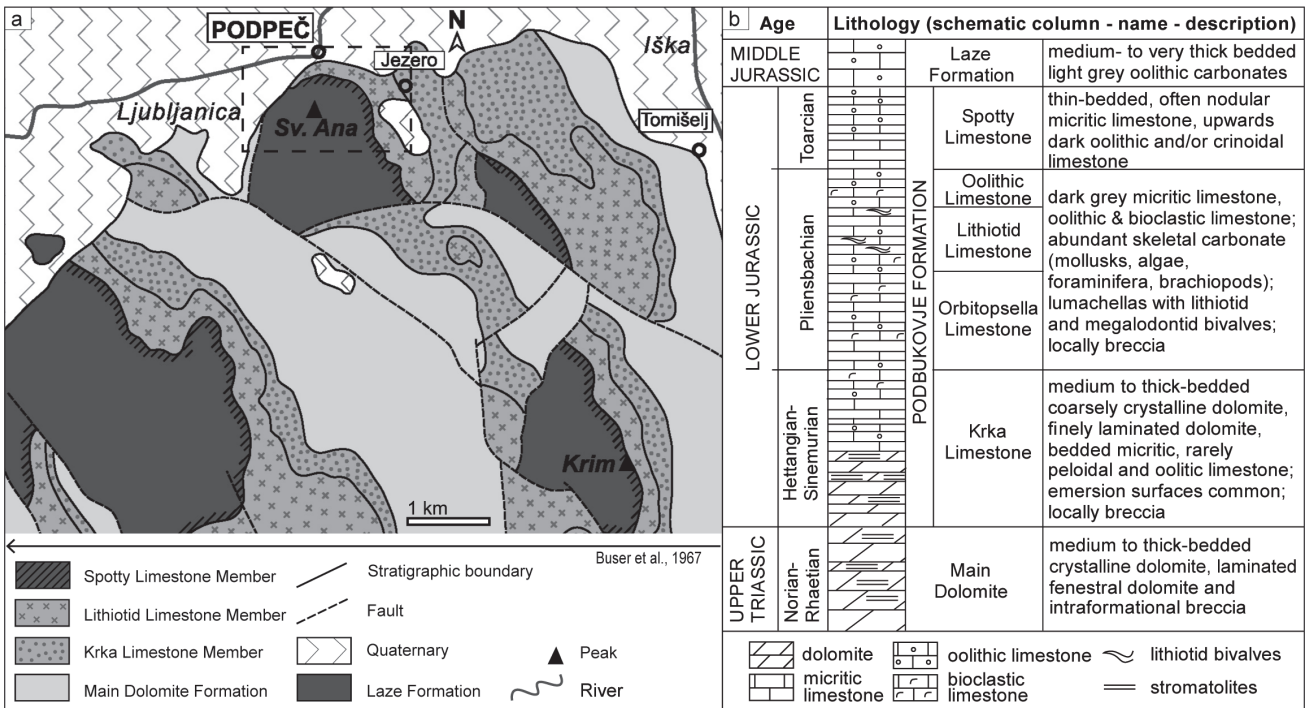 a
PODPEČ
N
Jezero
Iška
Ljubljanica
Sv. Ana
Tomišelj
Krim
1 km
Buser et al., 1967
Spotty Limestone Member
Lithiotid Limestone Member
Krka Limestone Member
Main Dolomite Formation
Stratigraphic boundary
Fault
Quaternary
Laze Formation
Peak
River
b
Age
Lithology (schematic column - name - description)
MIDDLE
JURASSIC
Laze
Formation
medium- to very thick bedded
light grey oolithic carbonates
LOWER JURASSIC
PODBUKOVJE FORMATION
Toarcian
Spotty
Limestone
thin-bedded, often nodular
micritic limestone, upwards
dark oolithic and/or crinoidal
limestone
Pliensbachian
Oolithic
Limestone
Lithiotid
Limestone
Orbitopsella
Limestone
dark grey micritic limestone,
oolithic & bioclastic limestone;
abundant skeletal carbonate
(mollusks, algae,
foraminifera, brachiopods);
lumachellas with lithiotid
and megalodontid bivalves;
locally breccia
Hettangian-
Sinemurian
Krka
Limestone
medium to thick-bedded
coarsely crystalline dolomite,
finely laminated dolomite,
bedded micritic, rarely
peloidal and oolitic limestone;
emersion surfaces common;
locally breccia
UPPER
TRIASSIC
Norian-
Rhaetian
Main
Dolomite
medium to thick-bedded
crystalline dolomite, laminated
fenestral dolomite and
intraformational breccia
dolomite
micritic
limestone
oolithic limestone
bioclastic
limestone
lithiotid bivalves
stromatolites